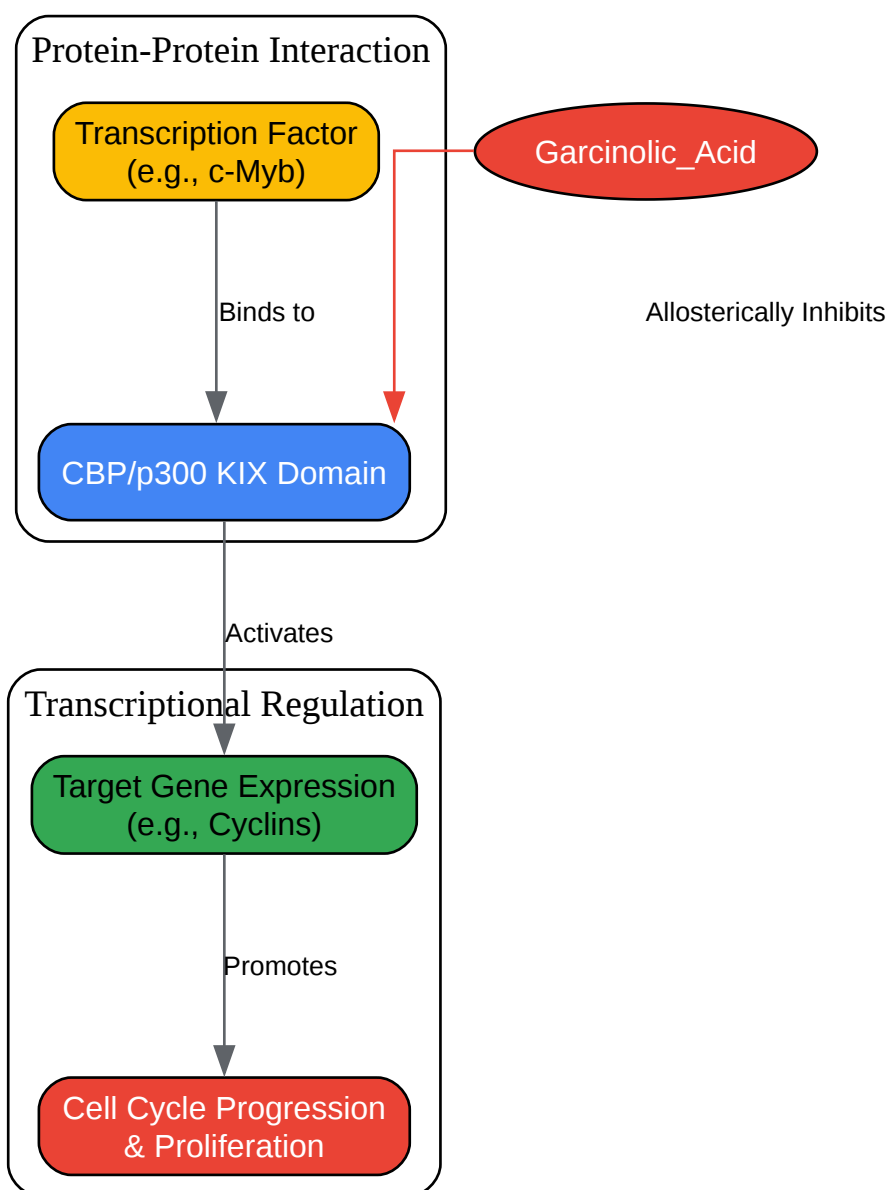 Protein-Protein Interaction
Transcription Factor
(e.g., c-Myb)
Garcinolic_Acid
Binds to
Allosterically Inhibits
CBP/p300 KIX Domain
Activates
Transcriptional Regulation
Target Gene Expression
(e.g., Cyclins)
Promotes
Cell Cycle Progression
& Proliferation